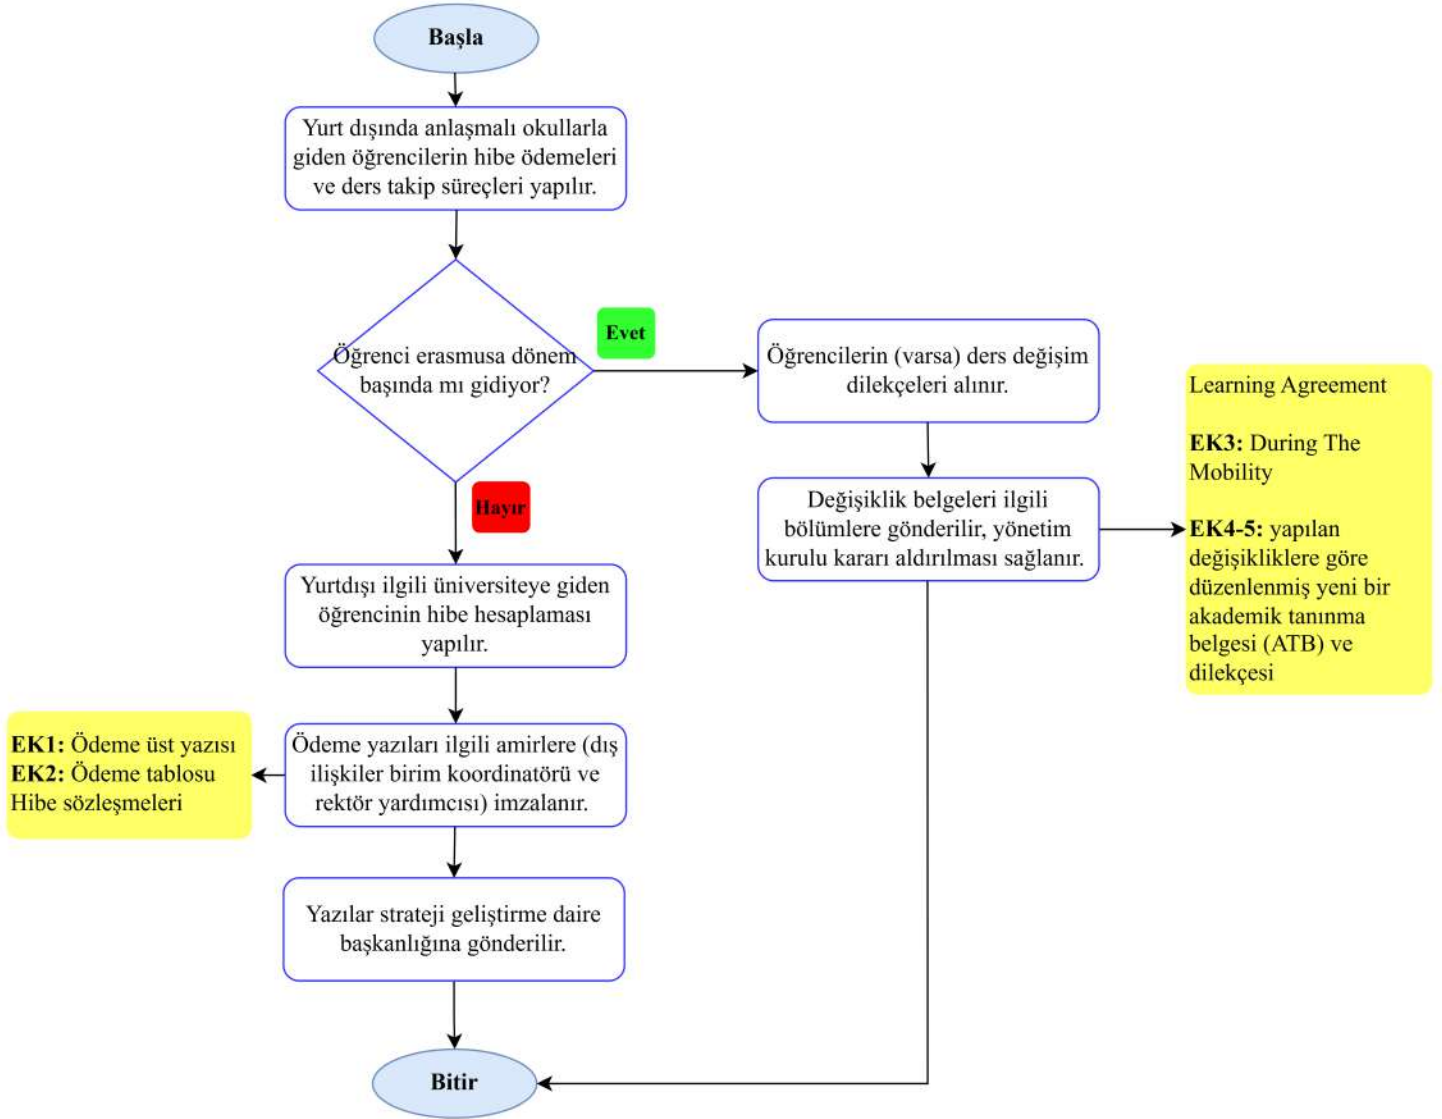 Başla
Yurt dışında anlaşmalı okullarla
giden öğrencilerin hibe ödemeleri
ve ders takip süreçleri yapılır.
Öğrenci erasmusa dönem
başında mı gidiyor?
Evet
Öğrencilerin (varsa) ders değişim
dilekçeleri alınır.
Değişiklik belgeleri ilgili
bölümlere gönderilir, yönetim
kurulu kararı aldırılması sağlanır.
Learning Agreement
EK3: During The
Mobility
EK4-5: yapılan
değişikliklere göre
düzenlenmiş yeni bir
akademik tanınma
belgesi (ATB) ve
dilekçesi
Hayır
Yurtdışı ilgili üniversiteye giden
öğrencinin hibe hesaplaması
yapılır.
Ödeme yazıları ilgili amirlere (dış
ilişkiler birim koordinatörü ve
rektör yardımcısı) imzalanır.
EK1: Ödeme üst yazısı
EK2: Ödeme tablosu
Hibe sözleşmeleri
Yazılar strateji geliştirme daire
başkanlığına gönderilir.
Bitir